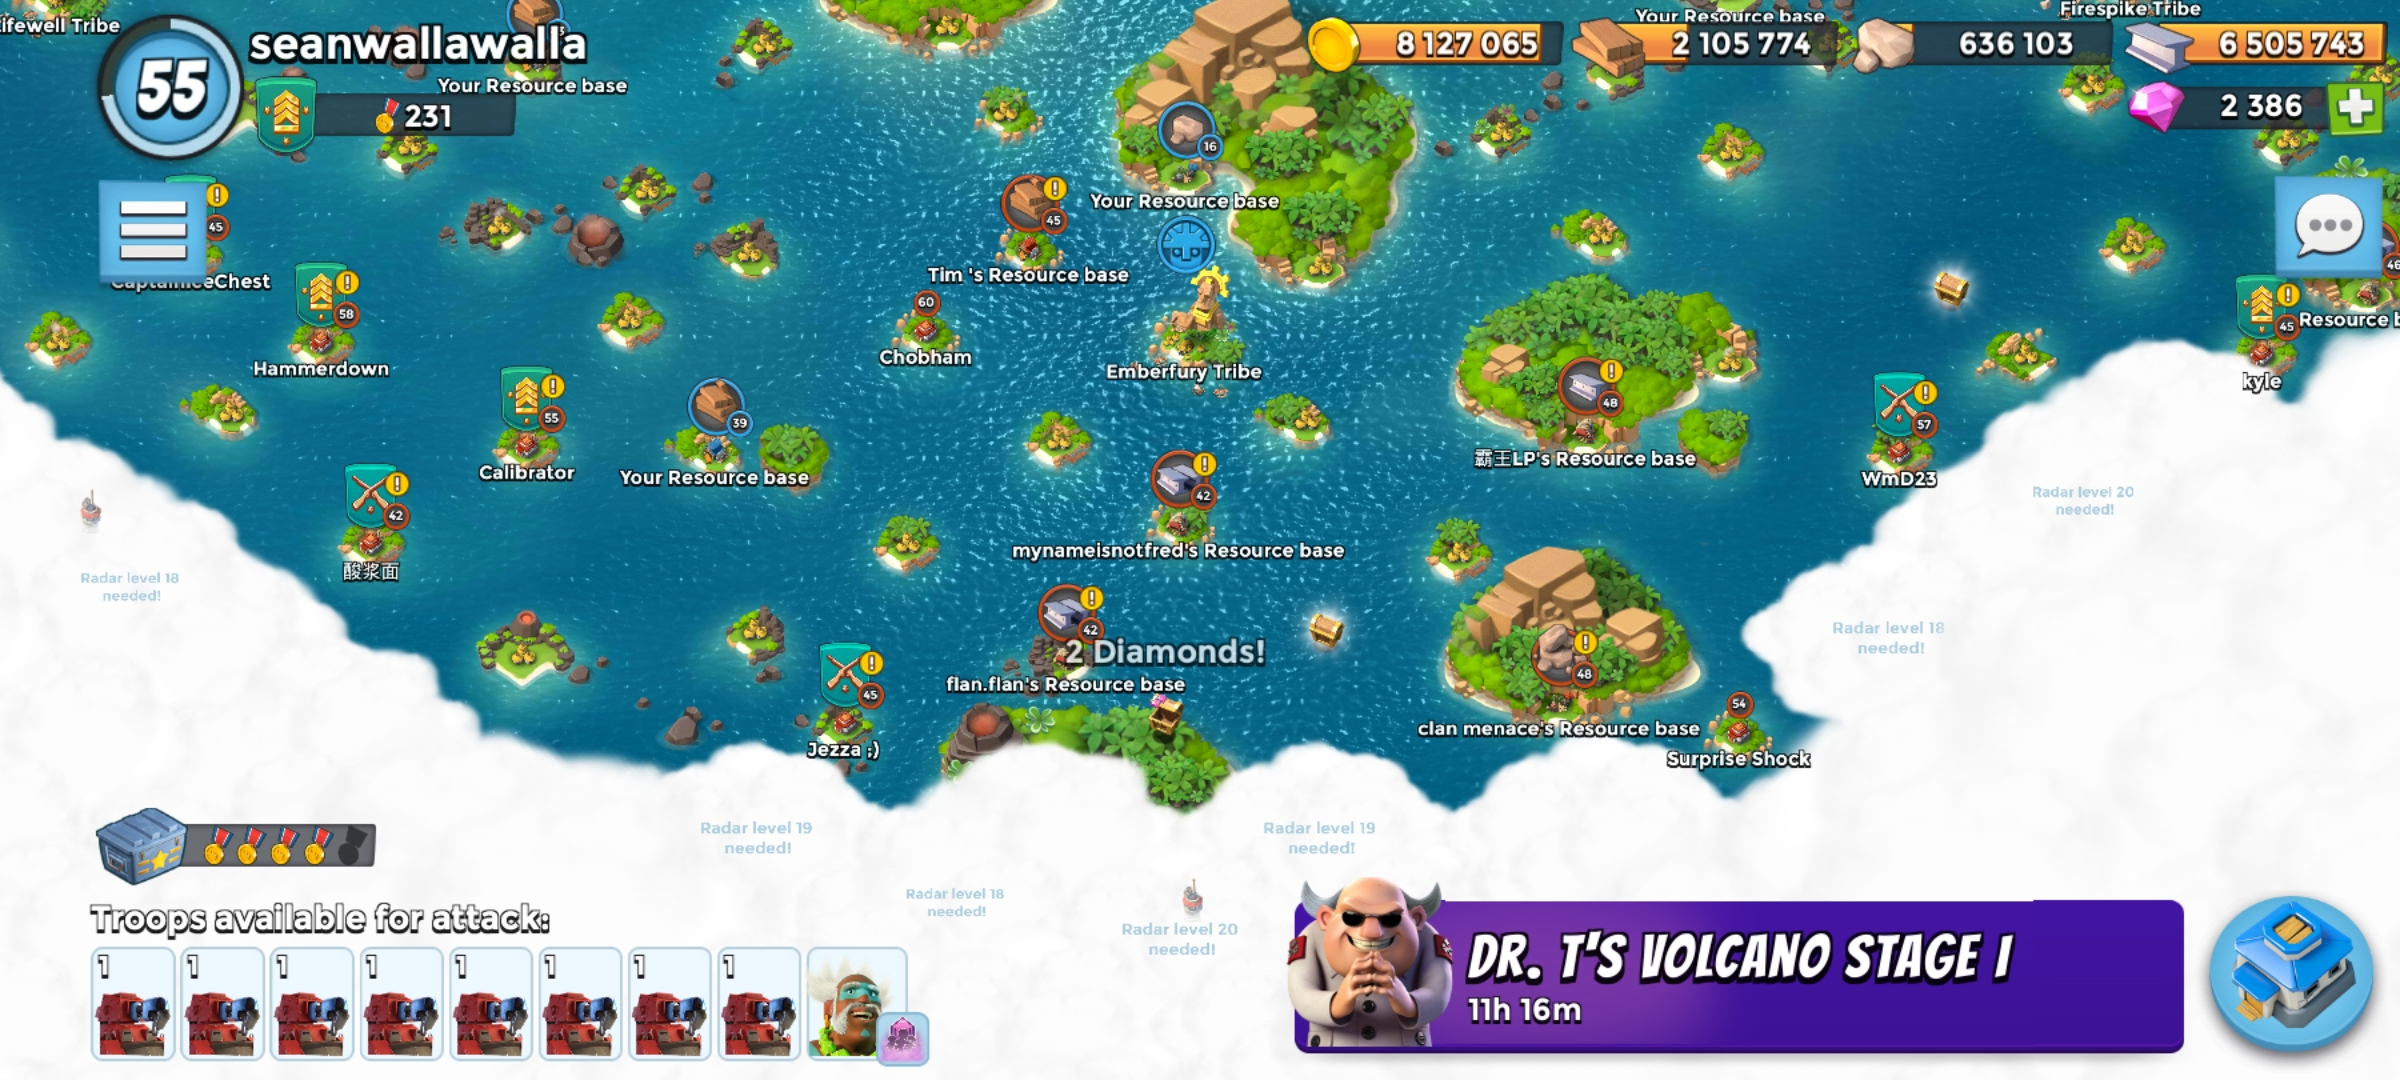 ifewell Tribe
55
seanwallawalla
Your Resource base
231
Your Resource base
Firespike Tribe
8 127 065
2 105 774
636 103
6 505 743
2 386
16
Your Resource base
45
Tim 's Resource base
45
eChest
58
Hammerdown
60
Chobham
Emberfury Tribe
46
45
Resource b
kyle
55
Calibrator
39
Your Resource base
48
霸王LP's Resource base
57
WmD23
42
酸浆面
42
mynameisnotfred's Resource base
Radar level 20
needed!
Radar level 18
needed!
42
2 Diamonds!
flan.flan's Resource base
45
Jezza ;)
48
clan menace's Resource base
54
Surprise Shock
Radar level 18
needed!
Radar level 19
needed!
Radar level 19
needed!
Radar level 18
needed!
Radar level 20
needed!
Troops available for attack:
1 1 1 1 1 1 1 1
DR. T'S VOLCANO STAGE I
11h 16m